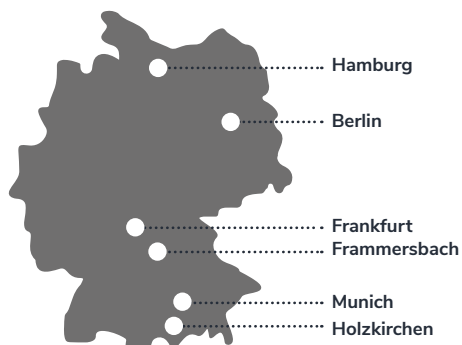 Hamburg
Berlin
Frankfurt
Frammersbach
Munich
Holzkirchen